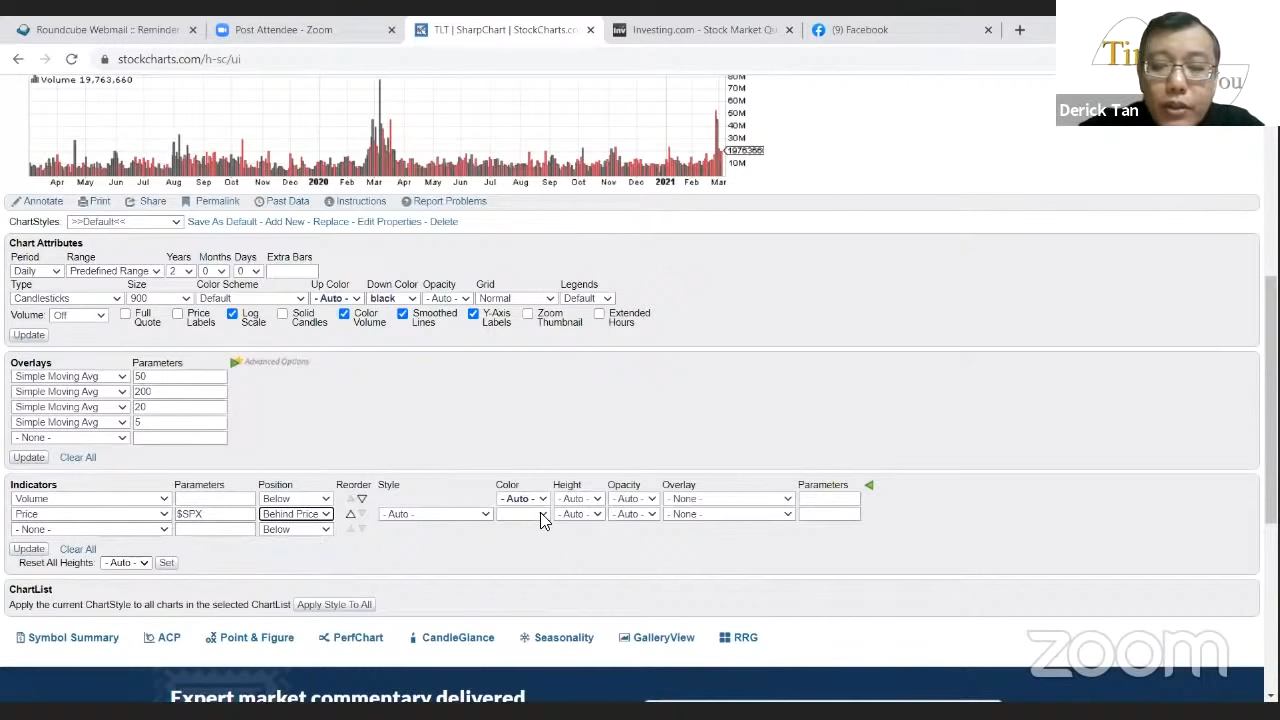 Roundcube Webmail :: Reminder
Post Attendee - Zoom
TLT | SharpChart | StockCharts.co
Investing.com - Stock Market Qu
(9) Facebook
stockcharts.com/h-sc/ui
Derick Tan
Volume 19,763,660
80M
70M
60M
50M
40M
30M
10M
Apr May Jun Jul Aug Sep Oct Nov Dec 2020 Feb Mar Apr May Jun Jul Aug Sep Oct Nov Dec 2021 Feb Mar
Annotate Print Share Permalink Past Data Instructions Report Problems
ChartStyles: >>Default<< Save As Default - Add New - Replace - Edit Properties - Delete
Chart Attributes
Period Range Years Months Days Extra Bars
Daily Predefined Range 2 0 0
Type Size Color Scheme Up Color Down Color Opacity Grid Legends
Candlesticks 900 Default - Auto - black - Auto - Normal Default
Volume: Off Full Quote Price Labels Log Scale Solid Candles Color Volume Smoothed Lines Y-Axis Labels Zoom Thumbnail Extended Hours
Update
Overlays Parameters Advanced Options
Simple Moving Avg 50
Simple Moving Avg 200
Simple Moving Avg 20
Simple Moving Avg 5
- None -
Update Clear All
Indicators Parameters Position Reorder Style Color Height Opacity Overlay Parameters
Volume Below - Auto - - Auto - - Auto - - None -
Price $SPX Behind Price - Auto - - Auto - - Auto - - None -
- None - Below
Update Clear All
Reset All Heights: - Auto - Set
ChartList
Apply the current ChartStyle to all charts in the selected ChartList Apply Style To All
Symbol Summary ACP Point & Figure PerfChart CandleGlance Seasonality GalleryView RRG
zoom
Expert market commentary delivered